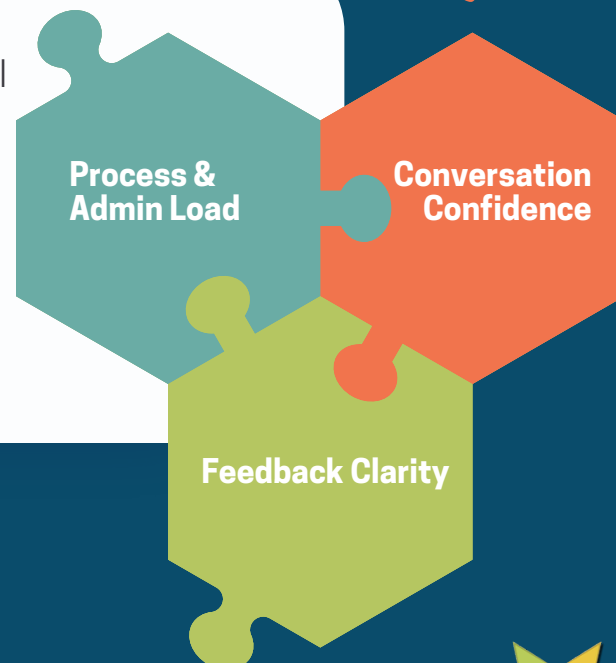 Process &
Admin Load
Conversation
Confidence
Feedback Clarity